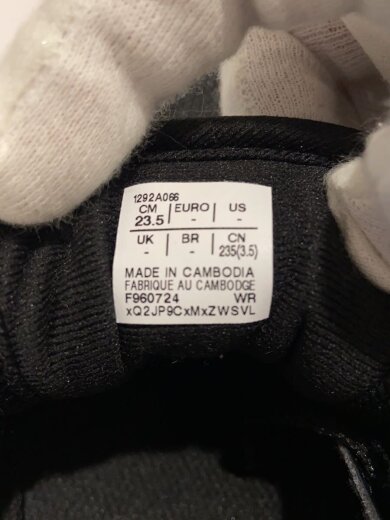 1292A066
CM EURO US
23.5 - -
UK BR CN
- - 235(3.5)
MADE IN CAMBODIA
FABRIQUE AU CAMBODGE
F960724 WR
xQ2JP9CxMxZWSVL